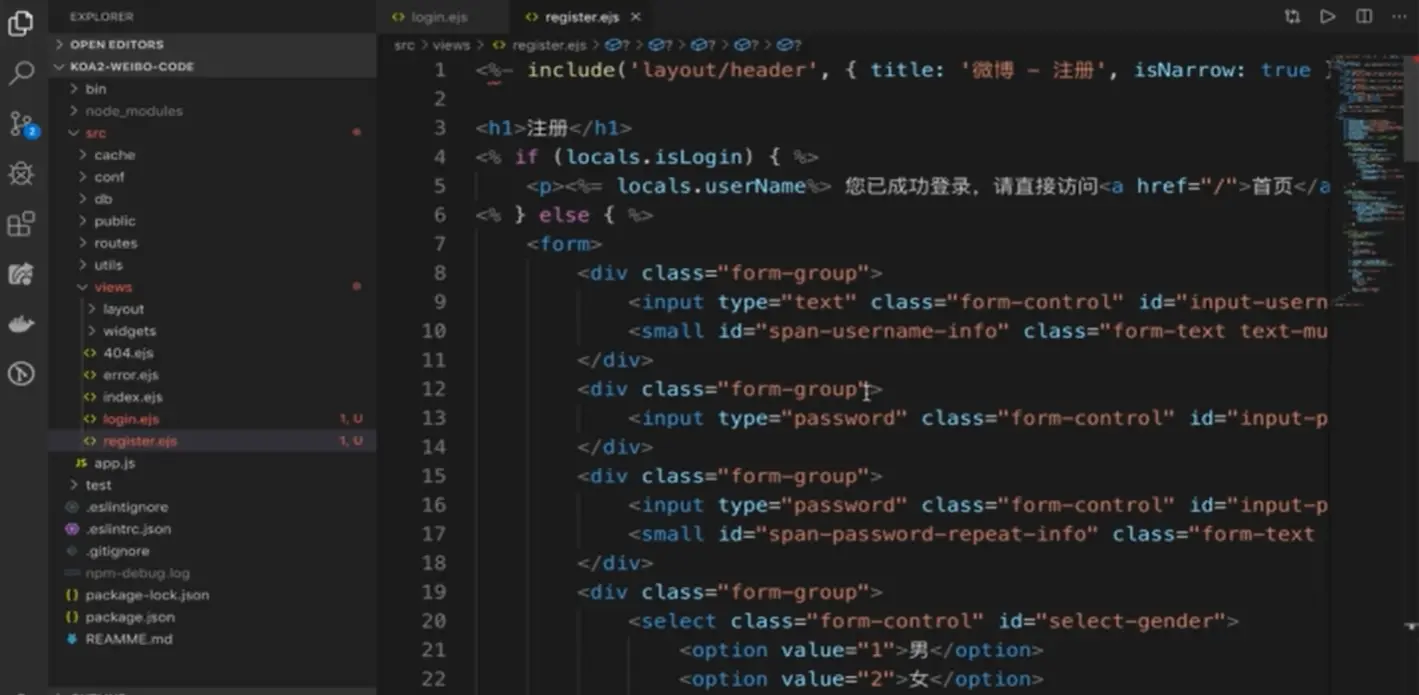 EXPLORER
OPEN EDITORS
KOA2-WEIBO-CODE
bin
node_modules
src
cache
conf
db
public
routes
utils
views
layout
widgets
404.ejs
error.ejs
index.ejs
login.ejs 1, U
register.ejs 1, U
app.js
test
.eslintignore
.eslintrc.json
.gitignore
npm-debug.log
package-lock.json
package.json
REAMME.md
2
login.ejs register.ejs
src > views > register.ejs > ? > ? > ? > ? > ?
1 <%- include('layout/header', { title: '微博 - 注册', isNarrow: true }
2
3 <h1>注册</h1>
4 <% if (locals.isLogin) { %>
5 <p><%= locals.userName%> 您已成功登录，请直接访问<a href="/">首页</a
6 <% } else { %>
7 <form>
8 <div class="form-group">
9 <input type="text" class="form-control" id="input-usern
10 <small id="span-username-info" class="form-text text-mu
11 </div>
12 <div class="form-group">
13 <input type="password" class="form-control" id="input-p
14 </div>
15 <div class="form-group">
16 <input type="password" class="form-control" id="input-p
17 <small id="span-password-repeat-info" class="form-text
18 </div>
19 <div class="form-group">
20 <select class="form-control" id="select-gender">
21 <option value="1">男</option>
22 <option value="2">女</option>